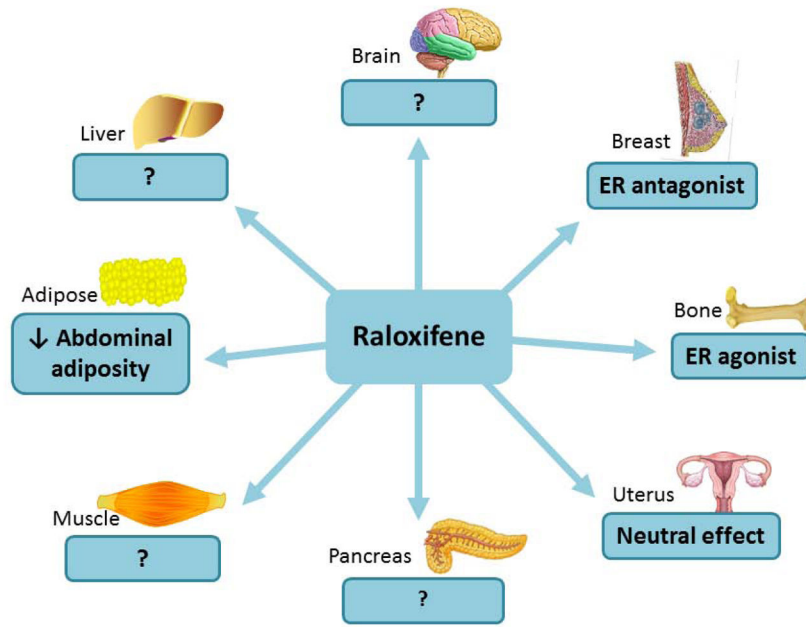 Brain
?
Liver
?
Breast
ER antagonist
Adipose
↓ Abdominal
adiposity
Raloxifene
Bone
ER agonist
Muscle
?
Pancreas
?
Uterus
Neutral effect